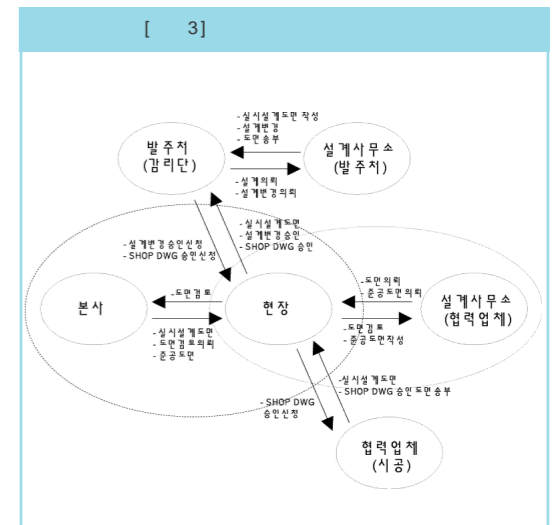 [ 3]
- 실시설계도면 작성
- 설계변경
- 도면송부
발주처
(감리단)
설계사무소
(발주처)
- 설계의뢰
- 설계변경의뢰
- 실시설계도면
- 설계변경승인
- SHOP DWG 승인
- 설계변경승인신청
- SHOP DWG 승인신청
본사
- 도면검토
현장
- 도면의뢰
- 준공도면의뢰
설계사무소
(협력업체)
- 실시설계도면
- 도면검토의뢰
- 준공도면
- 도면검토
- 준공도면작성
- 실시설계도면
- SHOP DWG 승인도면송부
- SHOP DWG
승인신청
협력업체
(시공)